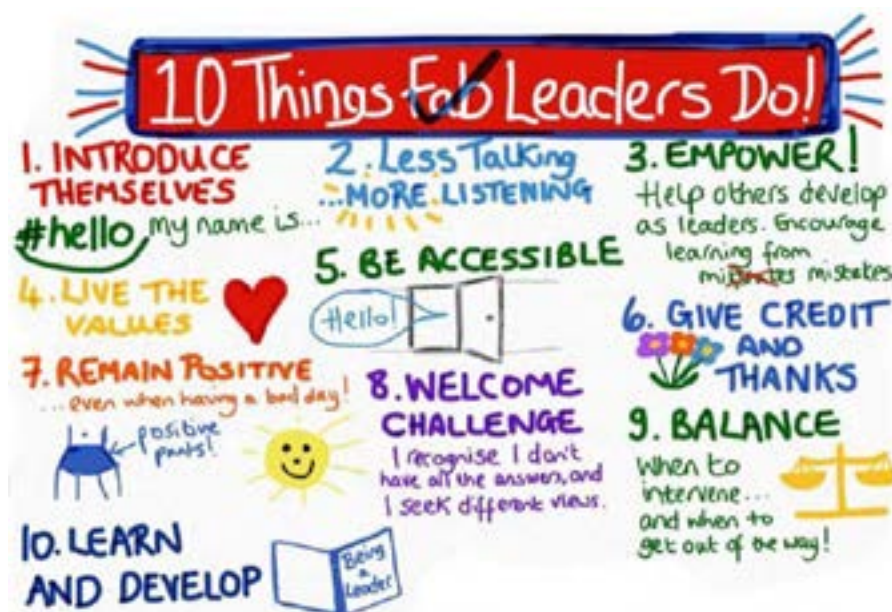 10 Things Fab Leaders Do!
1. INTRODUCE
THEMSELVES
#hello my name is...
2. Less Talking
...MORE LISTENING
3. EMPOWER!
Help others develop
as leaders. Encourage
learning from
mistakes
4. LIVE THE
VALUES
5. BE ACCESSIBLE
Hello!
6. GIVE CREDIT
AND
THANKS
7. REMAIN POSITIVE
...even when having a bad day!
positive
pants!
8. WELCOME
CHALLENGE
I recognise I don't
have all the answers, and
I seek different views.
9. BALANCE
When to
intervene...
and when to
get out of the way!
10. LEARN
AND DEVELOP
Being
a
Leader